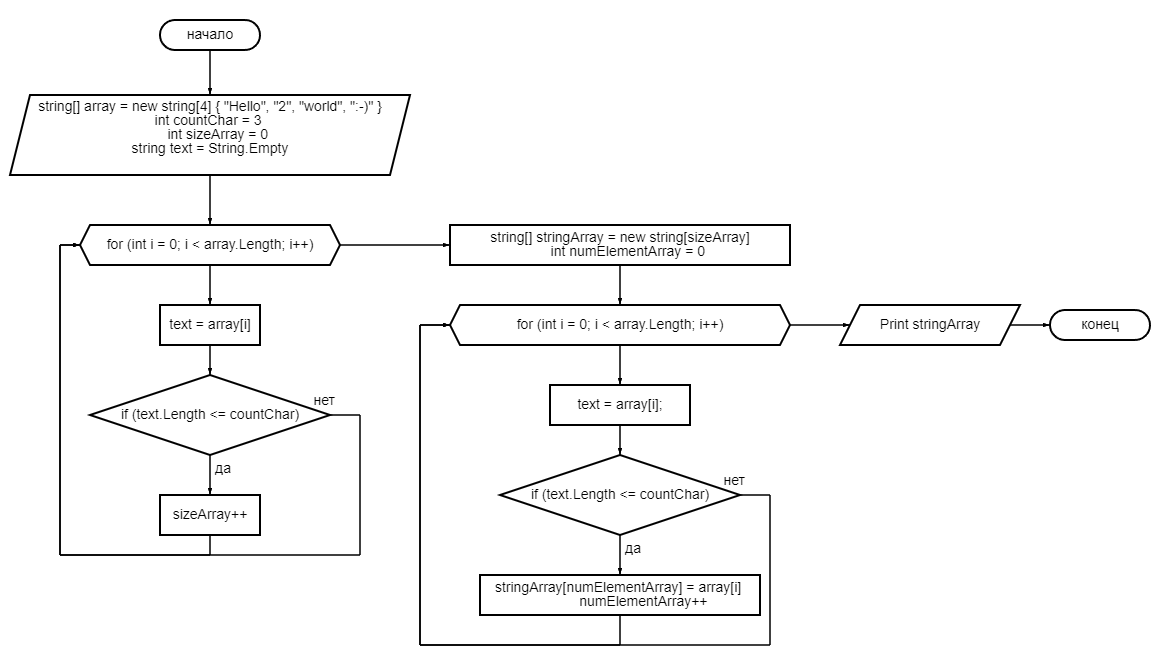 начало
string[] array = new string[4] { "Hello", "2", "world", ":-)" }
int countChar = 3
int sizeArray = 0
string text = String.Empty
for (int i = 0; i < array.Length; i++)
text = array[i]
if (text.Length <= countChar)
нет
да
sizeArray++
string[] stringArray = new string[sizeArray]
int numElementArray = 0
for (int i = 0; i < array.Length; i++)
text = array[i];
if (text.Length <= countChar)
нет
да
stringArray[numElementArray] = array[i]
numElementArray++
Print stringArray
конец